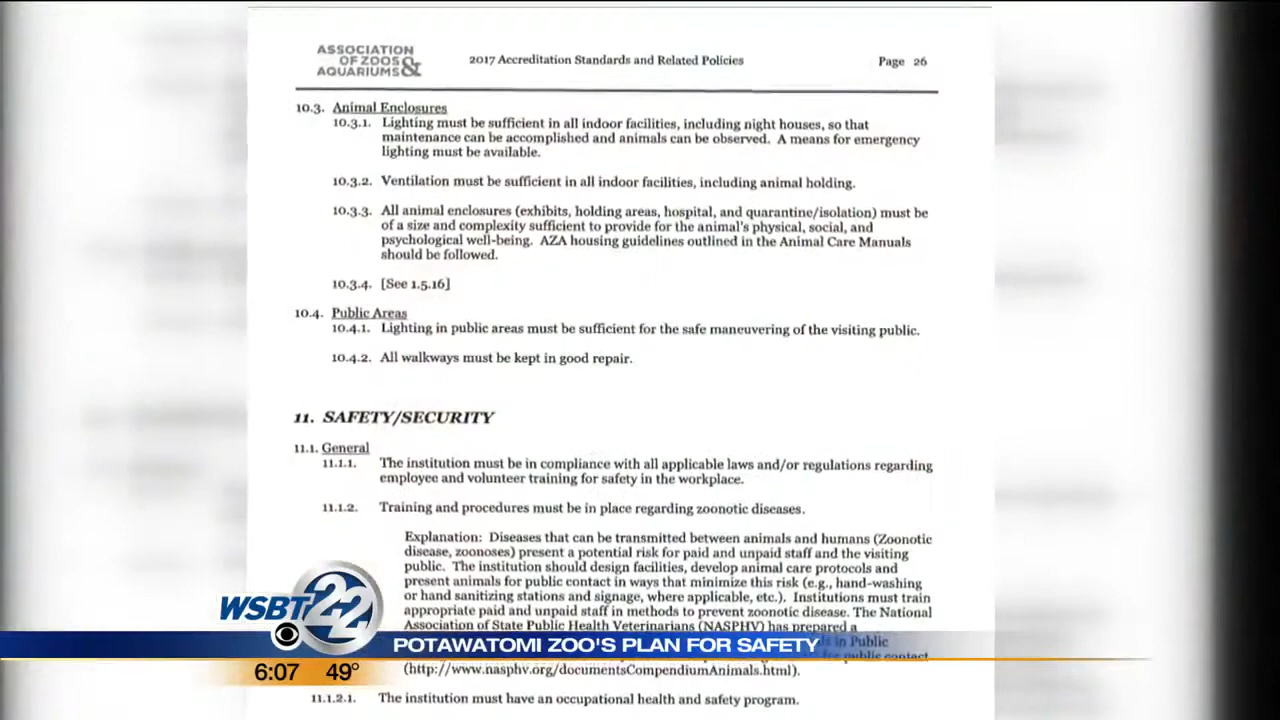 ASSOCIATION
OF ZOOS
AQUARIUMS&
2017 Accreditation Standards and Related Policies
Page 26
10.3. Animal Enclosures
10.3.1. Lighting must be sufficient in all indoor facilities, including night houses, so that
maintenance can be accomplished and animals can be observed. A means for emergency
lighting must be available.
10.3.2. Ventilation must be sufficient in all indoor facilities, including animal holding.
10.3.3. All animal enclosures (exhibits, holding areas, hospital, and quarantine/isolation) must be
of a size and complexity sufficient to provide for the animal's physical, social, and
psychological well-being. AZA housing guidelines outlined in the Animal Care Manuals
should be followed.
10.3.4. [See 1.5.16]
10.4. Public Areas
10.4.1. Lighting in public areas must be sufficient for the safe maneuvering of the visiting public.
10.4.2. All walkways must be kept in good repair.
11. SAFETY/SECURITY
11.1. General
11.1.1. The institution must be in compliance with all applicable laws and/or regulations regarding
employee and volunteer training for safety in the workplace.
11.1.2. Training and procedures must be in place regarding zoonotic diseases.
Explanation: Diseases that can be transmitted between animals and humans (Zoonotic
disease, zoonoses) present a potential risk for paid and unpaid staff and the visiting
public. The institution should design facilities, develop animal care protocols and
present animals for public contact in ways that minimize this risk (e.g., hand-washing
or hand sanitizing stations and signage, where applicable, etc.). Institutions must train
appropriate paid and unpaid staff in methods to prevent zoonotic disease. The National
Association of State Public Health Veterinarians (NASPHV) has prepared a
in Public
public contact
(http://www.nasphv.org/documentsCompendiumAnimals.html).
11.1.2.1. The institution must have an occupational health and safety program.
WSBT 22
POTAWATOMI ZOO'S PLAN FOR SAFETY
6:07 49°